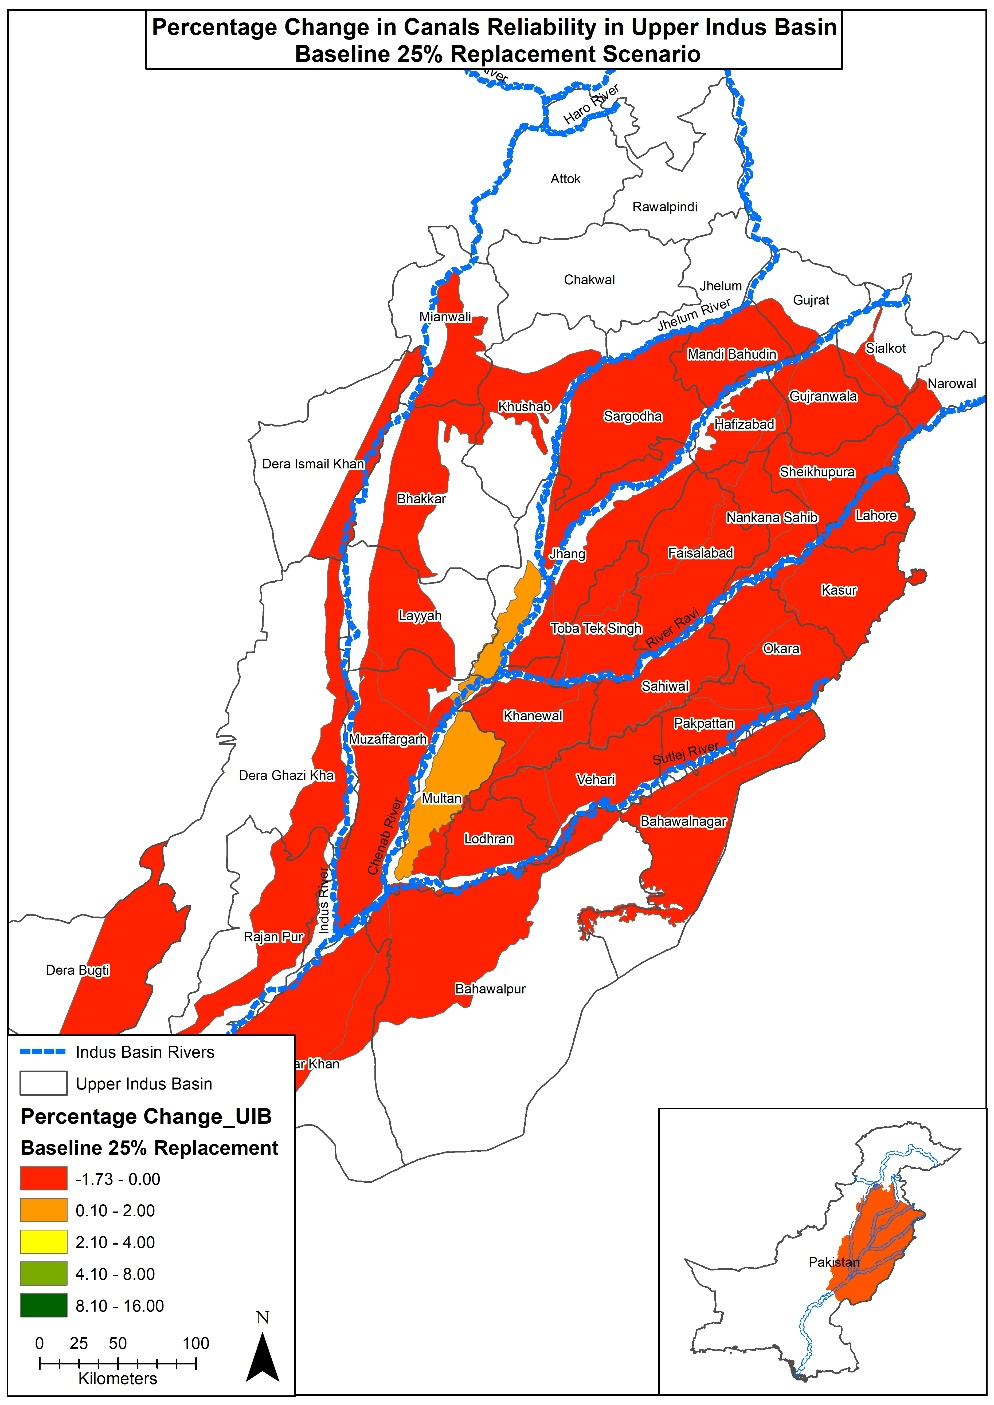 Percentage Change in Canals Reliability in Upper Indus Basin
Baseline 25% Replacement Scenario
River
Haro River
Attok
Rawalpindi
Chakwal
Jhelum
Gujrat
Jhelum River
Mianwali
Sialkot
Mandi Bahudin
Narowal
Gujranwala
Khushab
Sargodha
Hafizabad
Dera Ismail Khan
Sheikhupura
Bhakkar
Nankana Sahib
Lahore
Jhang
Faisalabad
Kasur
Layyah
Toba Tek Singh
River Ravi
Okara
Sahiwal
Khanewal
Pakpattan
Muzaffargarh
Sutlej River
Dera Ghazi Kha
Vehari
Multan
Bahawalnagar
Chenab River
Lodhran
Indus River
Rajan Pur
Dera Bugti
Bahawalpur
ar Khan
Indus Basin Rivers
Upper Indus Basin
Percentage Change_UIB
Baseline 25% Replacement
-1.73 - 0.00
0.10 - 2.00
2.10 - 4.00
4.10 - 8.00
8.10 - 16.00
N
0 25 50 100
Kilometers
Pakistan